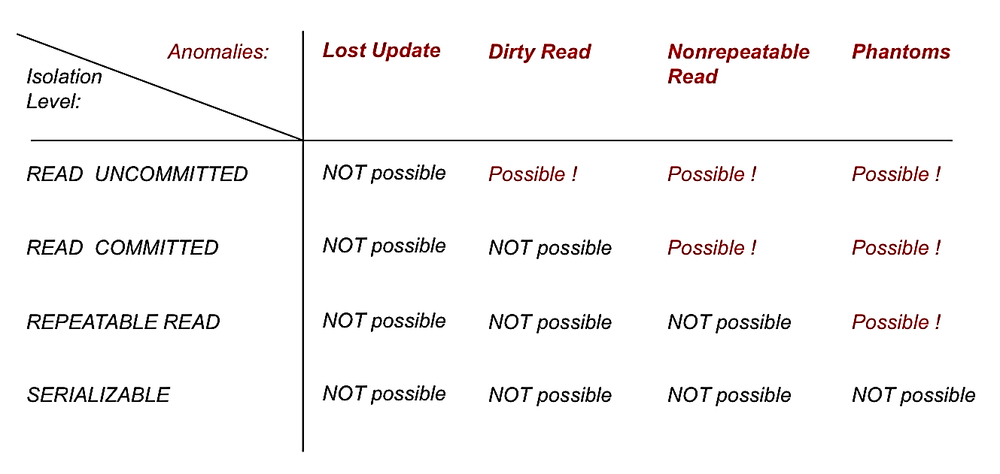 Anomalies: Lost Update Dirty Read Nonrepeatable Read Phantoms
Isolation Level:
READ UNCOMMITTED NOT possible Possible ! Possible ! Possible !
READ COMMITTED NOT possible NOT possible Possible ! Possible !
REPEATABLE READ NOT possible NOT possible NOT possible Possible !
SERIALIZABLE NOT possible NOT possible NOT possible NOT possible